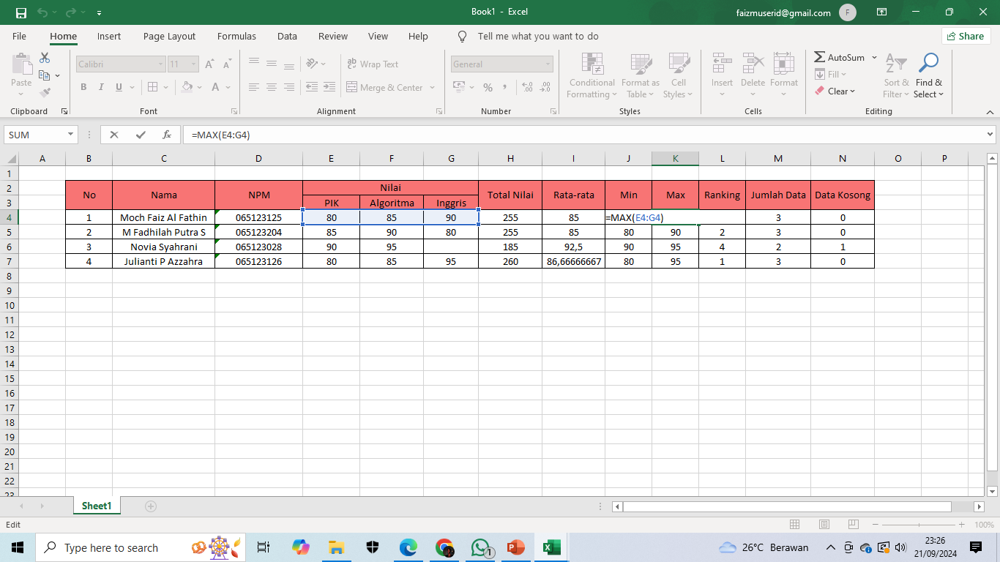 Book1 - Excel
faizmuserid@gmail.com
F
File Home Insert Page Layout Formulas Data Review View Help Tell me what you want to do Share
Paste
Clipboard
Calibri 11
B I U A
Font
ab Wrap Text
Merge & Center
Alignment
General
% 9
Number
Conditional Formatting
Format as Table
Cell Styles
Styles
Insert Delete Format
Cells
AutoSum
Fill
Clear
Sort & Filter
Find & Select
Editing
SUM fx =MAX(E4:G4)
A B C D E F G H I J K L M N O P
1
2 No Nama NPM Nilai Total Nilai Rata-rata Min Max Ranking Jumlah Data Data Kosong
3 PIK Algoritma Inggris
4 1 Moch Faiz Al Fathin 065123125 80 85 90 255 85 =MAX(E4:G4) 3 0
5 2 M Fadhilah Putra S 065123204 85 90 80 255 85 80 90 2 3 0
6 3 Novia Syahrani 065123028 90 95 185 92,5 90 95 4 2 1
7 4 Julianti P Azzahra 065123126 80 85 95 260 86,66666667 80 95 1 3 0
8
9
10
11
12
13
14
15
16
17
18
19
20
21
22
23
Sheet1
Edit
100%
Type here to search
1
26°C Berawan
23:26
21/09/2024